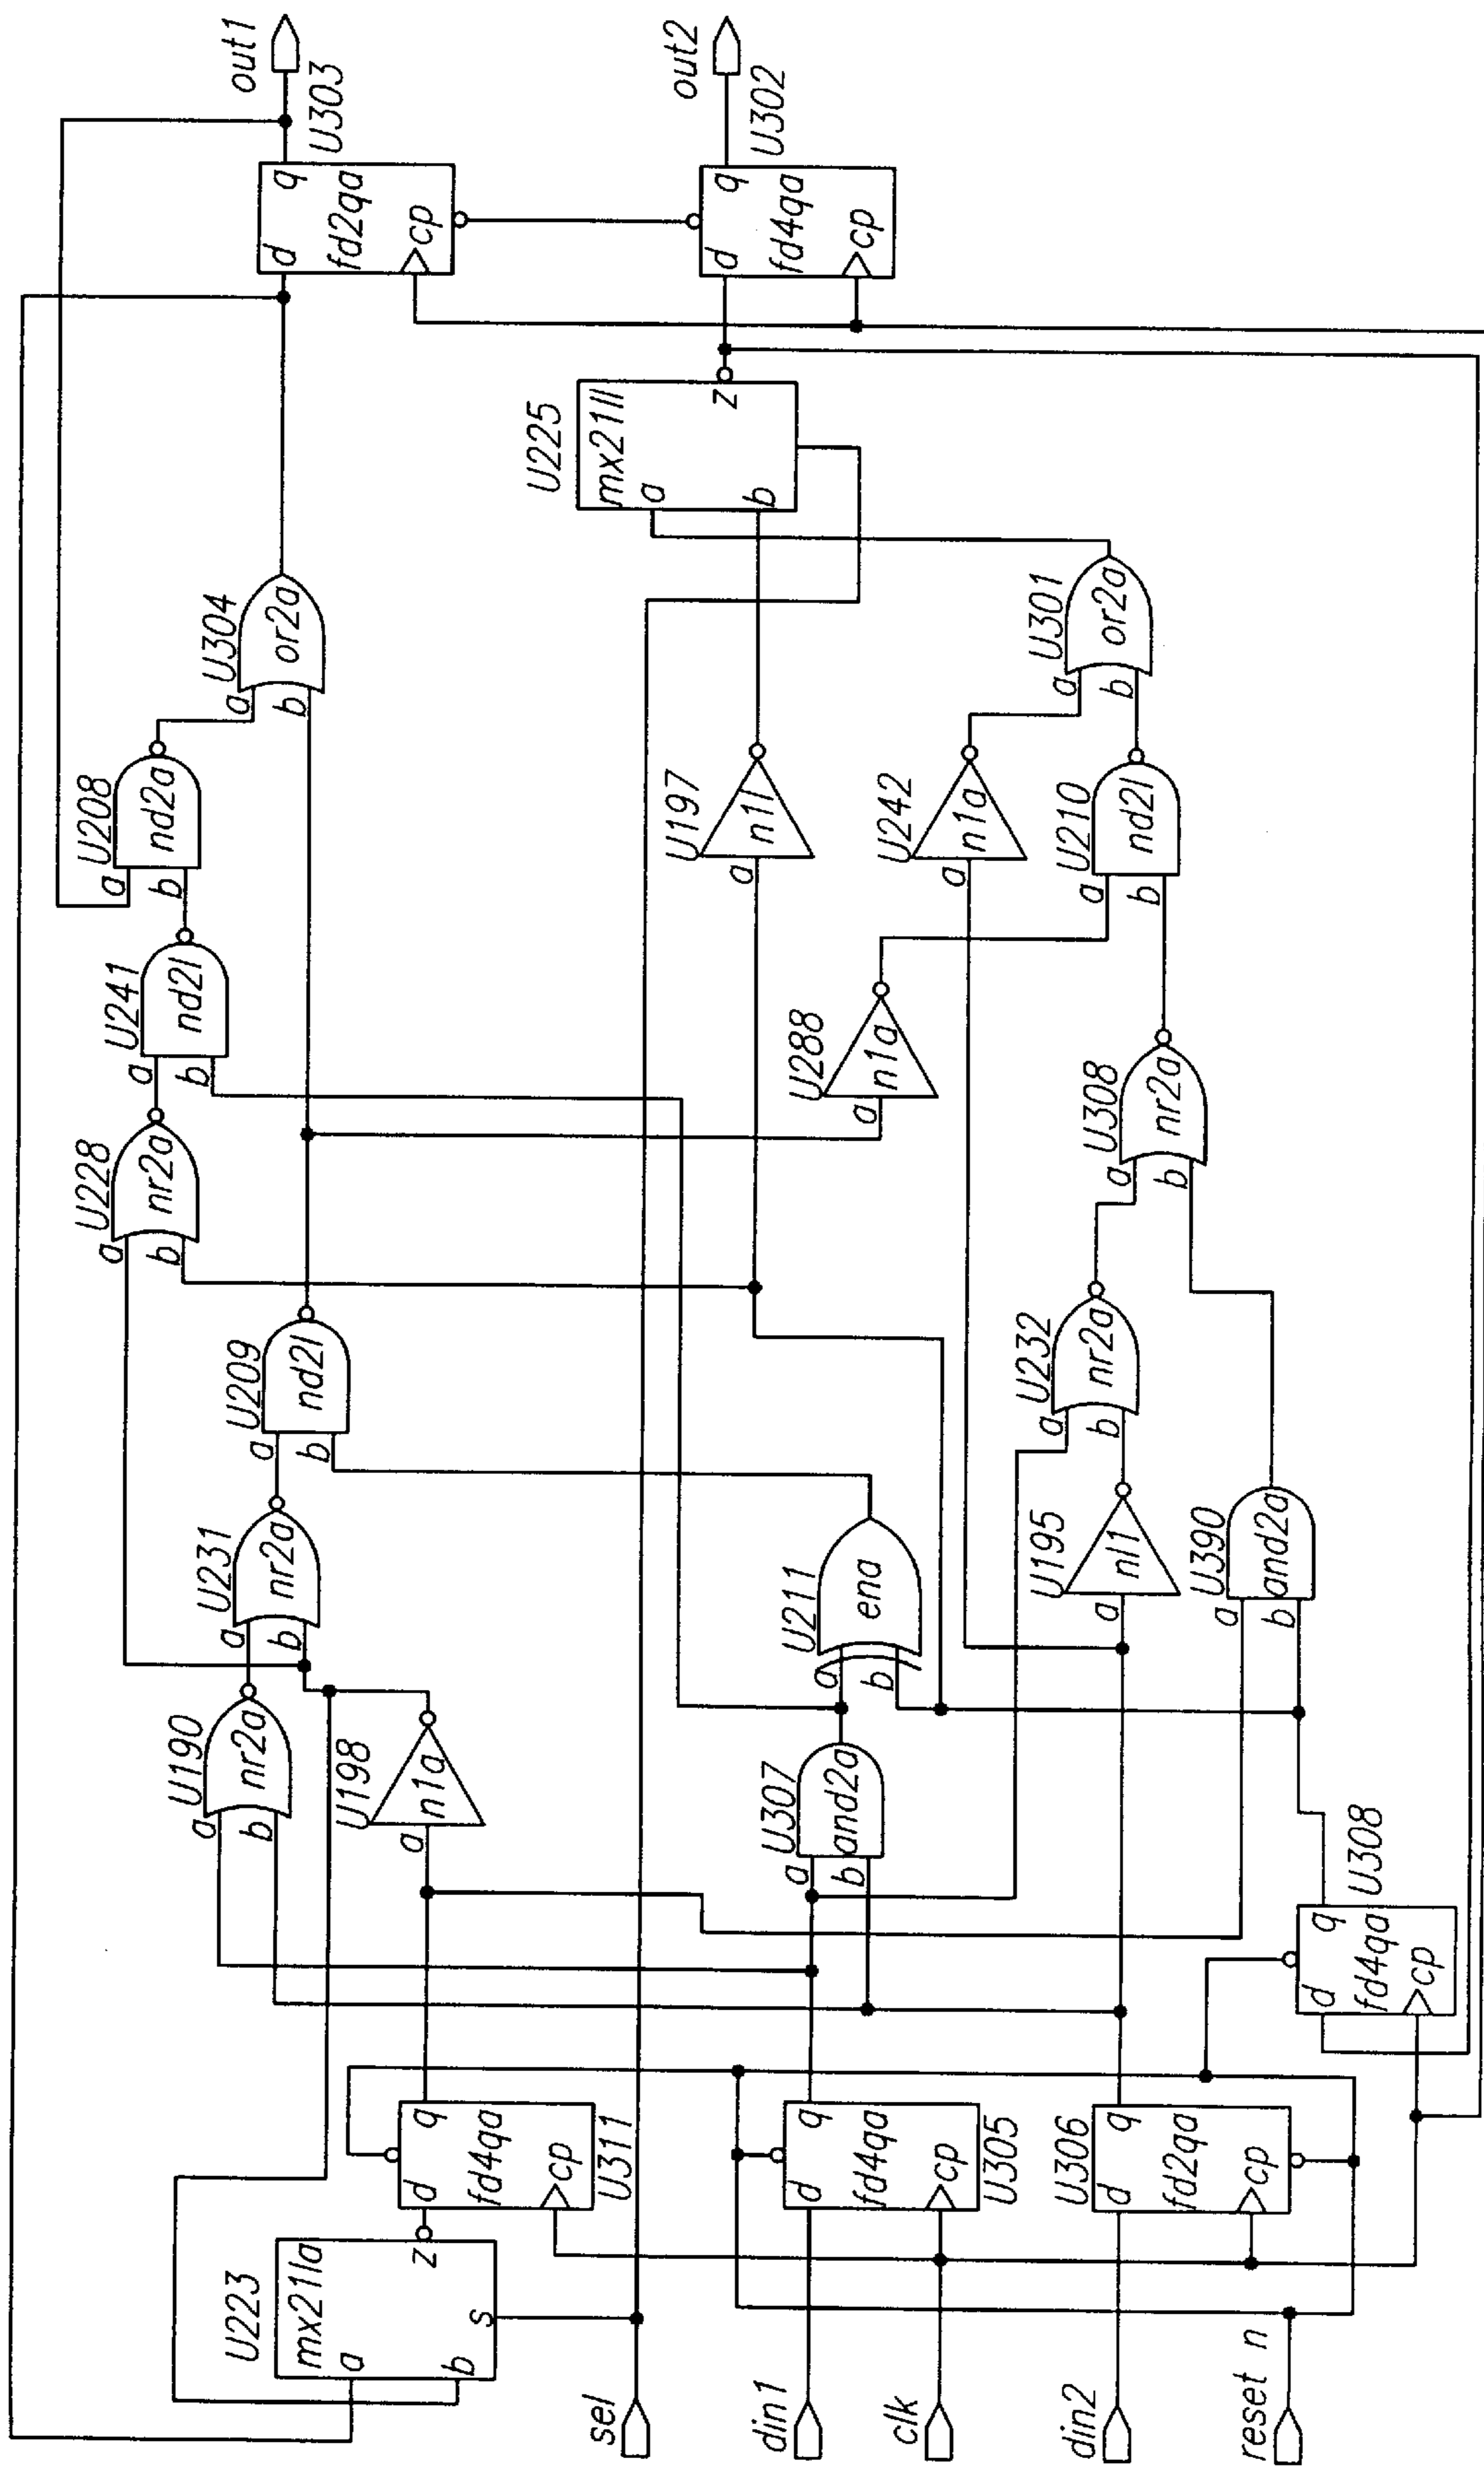 out1
U303
d q
fd2qa
cp
out2
U302
d q
fd4qa
cp
U225
mx21ll
a
b
z
U304
a
b
or2a
U208
a
b
nd2a
U241
a
b
nd2l
U228
a
b
nr2a
U209
a
b
nd2l
U231
a
b
nr2a
U190
a
b
nr2a
U198
a
n1a
U197
a
n1l
U242
a
n1a
U288
a
n1a
U301
a
b
or2a
U210
a
b
nd2l
U308
a
b
nr2a
U232
a
b
nr2a
U195
a
nl1
U390
a
b
and2a
U211
a
b
ena
U307
a
b
and2a
U308
d q
fd4qa
cp
U223
mx21la
a
b
s
z
U311
d q
fd4qa
cp
U305
d q
fd4qa
cp
U306
d q
fd2qa
cp
sel
din1
clk
din2
reset n